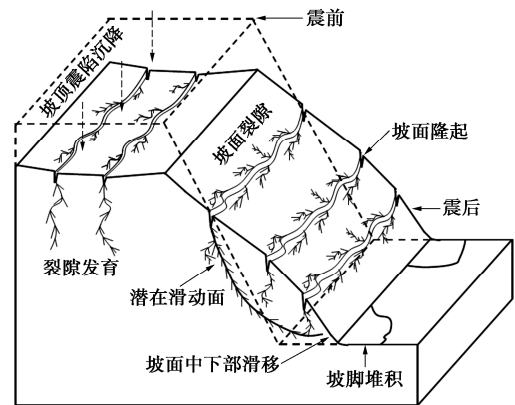 震前
坡顶震陷沉降
坡面裂隙
坡面隆起
震后
裂隙发育
潜在滑动面
坡面中下部滑移
坡脚堆积